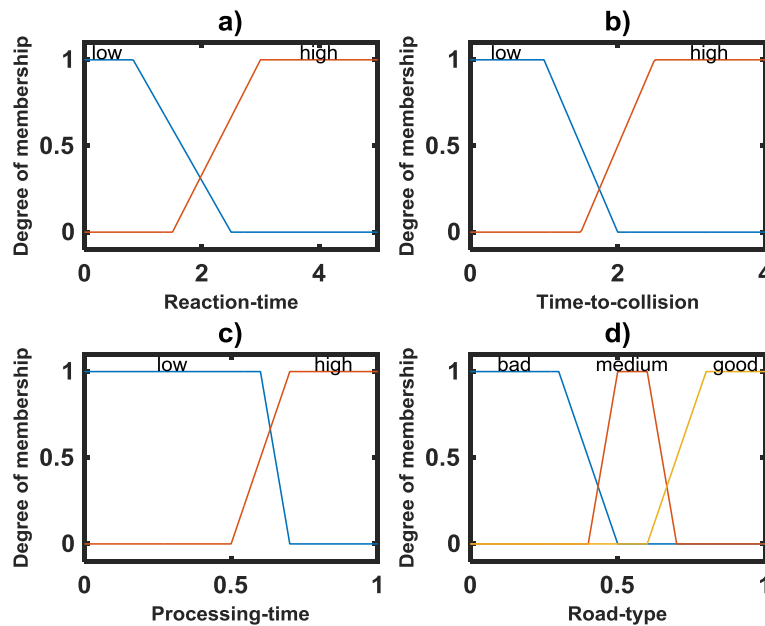 a)
low high
1
0.5
0
Degree of membership
0 2 4
Reaction-time
b)
low high
1
0.5
0
Degree of membership
0 2 4
Time-to-collision
c)
low high
1
0.5
0
Degree of membership
0 0.5 1
Processing-time
d)
bad medium good
1
0.5
0
Degree of membership
0 0.5 1
Road-type